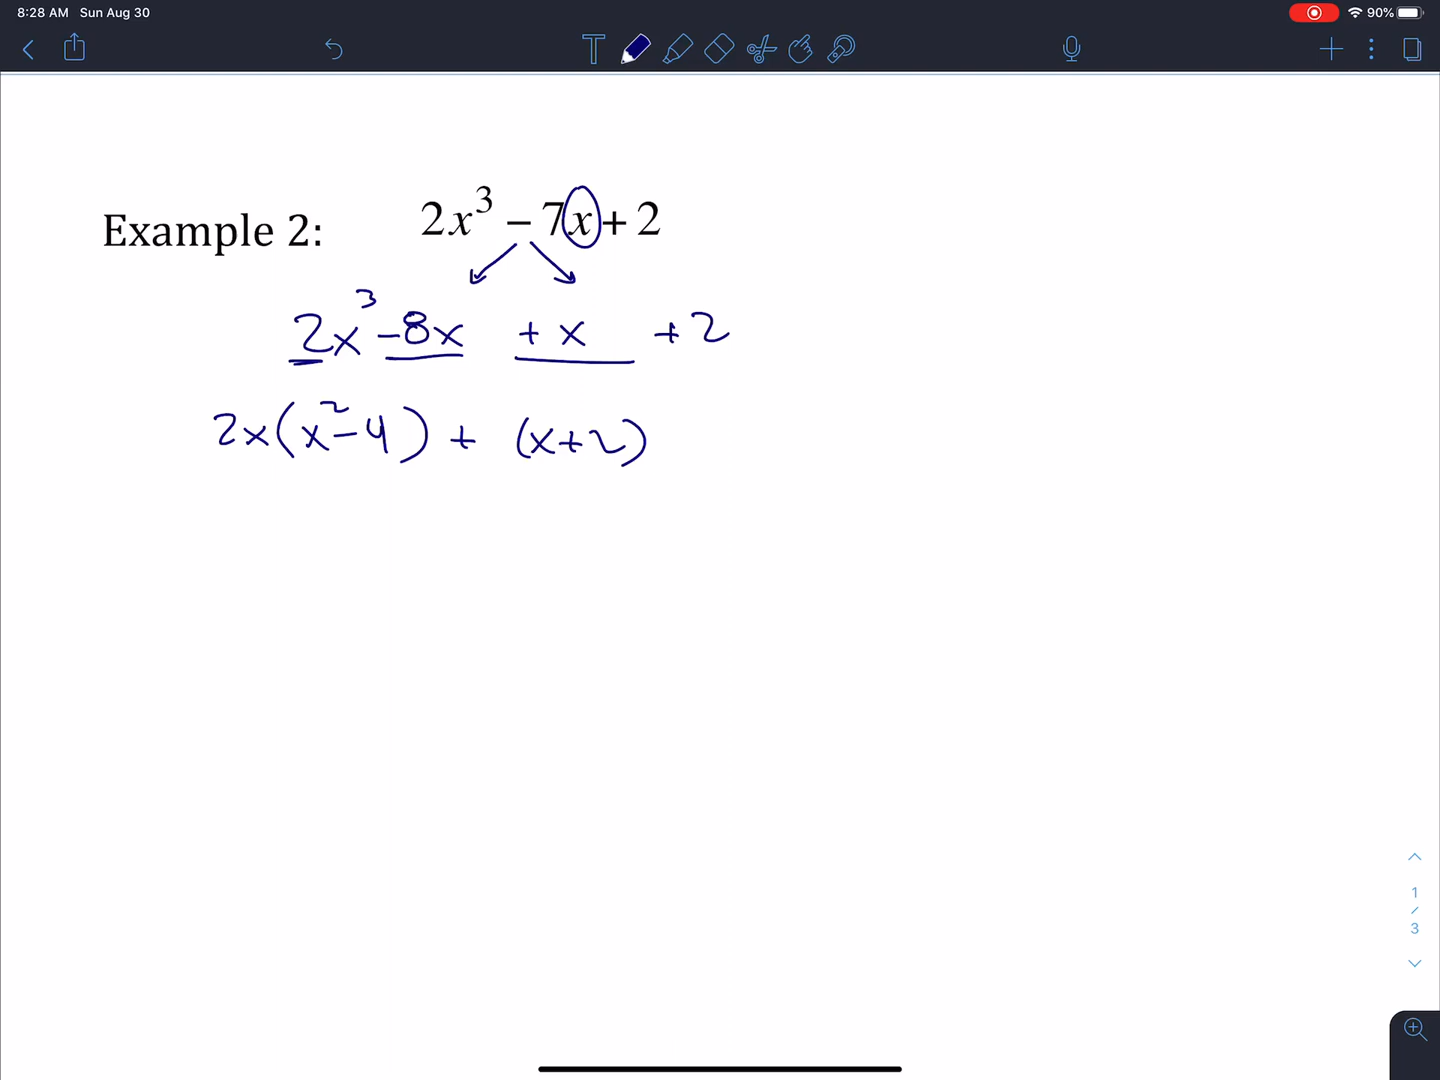 8:28 AM Sun Aug 30 90%
Example 2: 2x³ − 7x + 2
2x³ − 8x + x + 2
2x(x² − 4) + (x + 2)
1
/
3